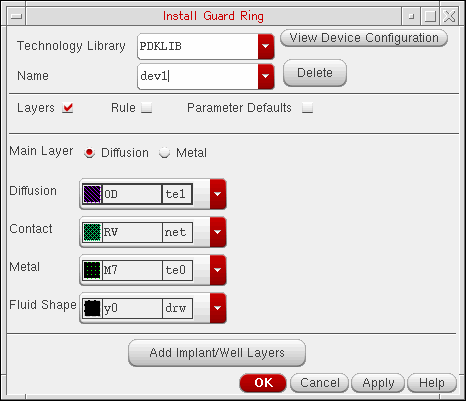 Install Guard Ring
Technology Library PDKLIB View Device Configuration
Name dev1 Delete
Layers Rule Parameter Defaults
Main Layer Diffusion Metal
Diffusion OD te1
Contact RV net
Metal M7 te0
Fluid Shape y0 drw
Add Implant/Well Layers
OK Cancel Apply Help